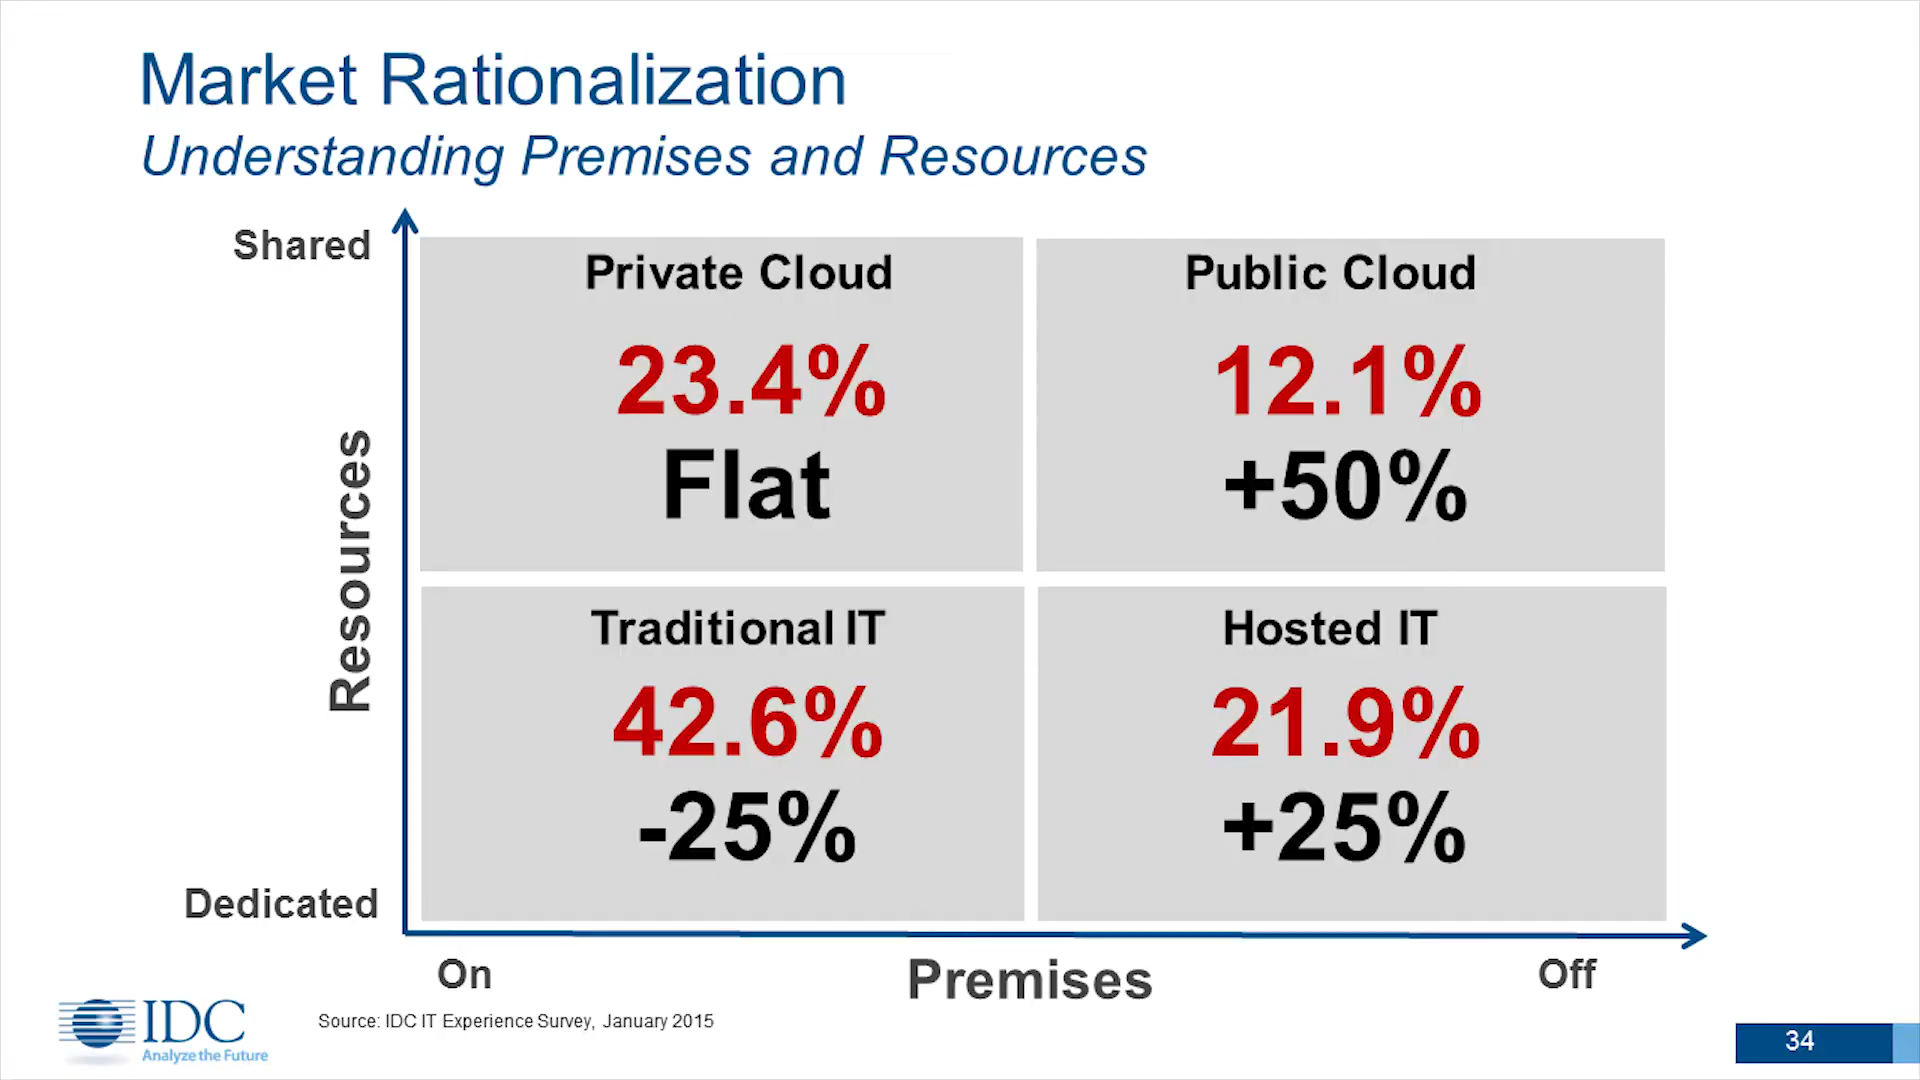 Market Rationalization
Understanding Premises and Resources
Shared
Resources
Dedicated
Private Cloud
23.4%
Flat
Public Cloud
12.1%
+50%
Traditional IT
42.6%
-25%
Hosted IT
21.9%
+25%
On
Premises
Off
IDC
Analyze the Future
Source: IDC IT Experience Survey, January 2015
34